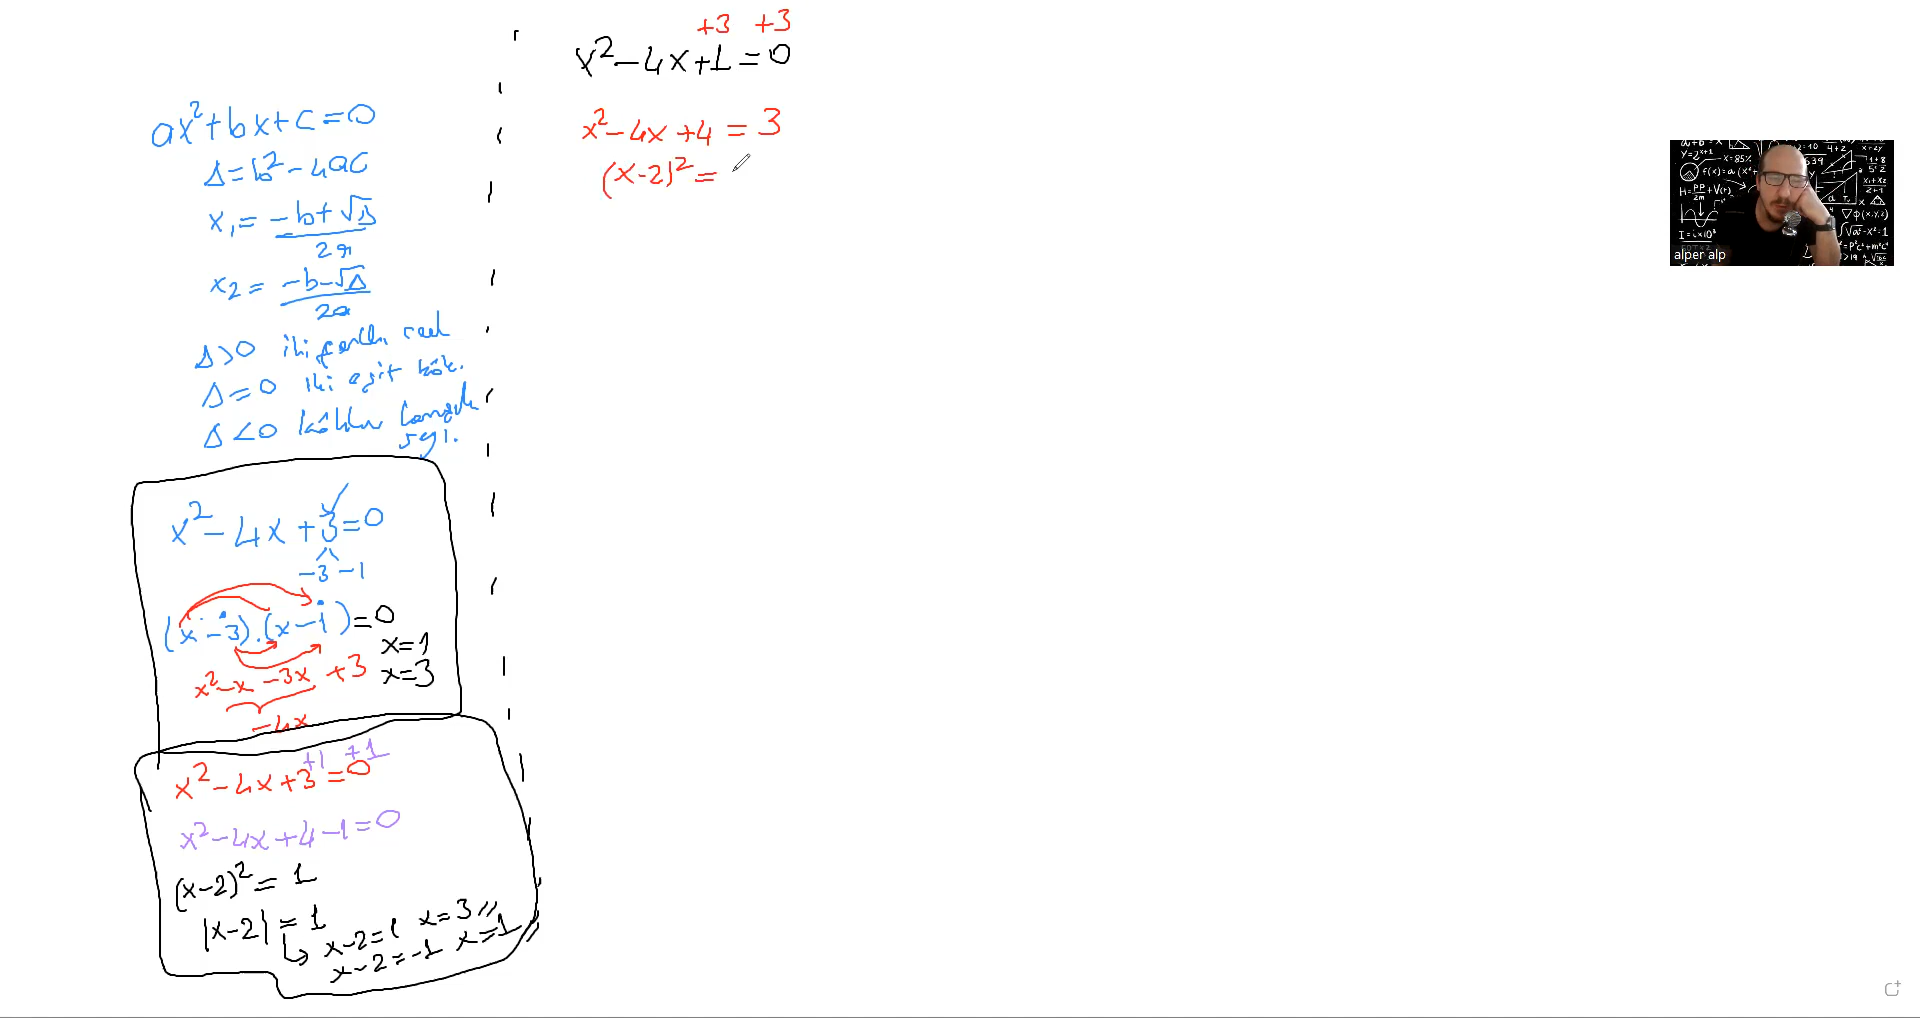 ax²+bx+c=0
Δ=b²-4ac
x₁= (-b+√Δ)/2a
x₂= (-b-√Δ)/2a
Δ>0 iki farklı reel
Δ=0 iki eşit kök.
Δ<0 kökler
sayı.
x²-4x+3=0
-3 -1
(x-3).(x-1)=0
x=1
x²-x-3x+3 x=3
-4x
+1 +1
x²-4x+3=0
x²-4x+4-1=0
(x-2)²=1
|x-2|=1
x-2=1 x=3
x-2=-1 x=1
+3 +3
x²-4x+1=0
x²-4x+4=3
(x-2)²=
alper alp